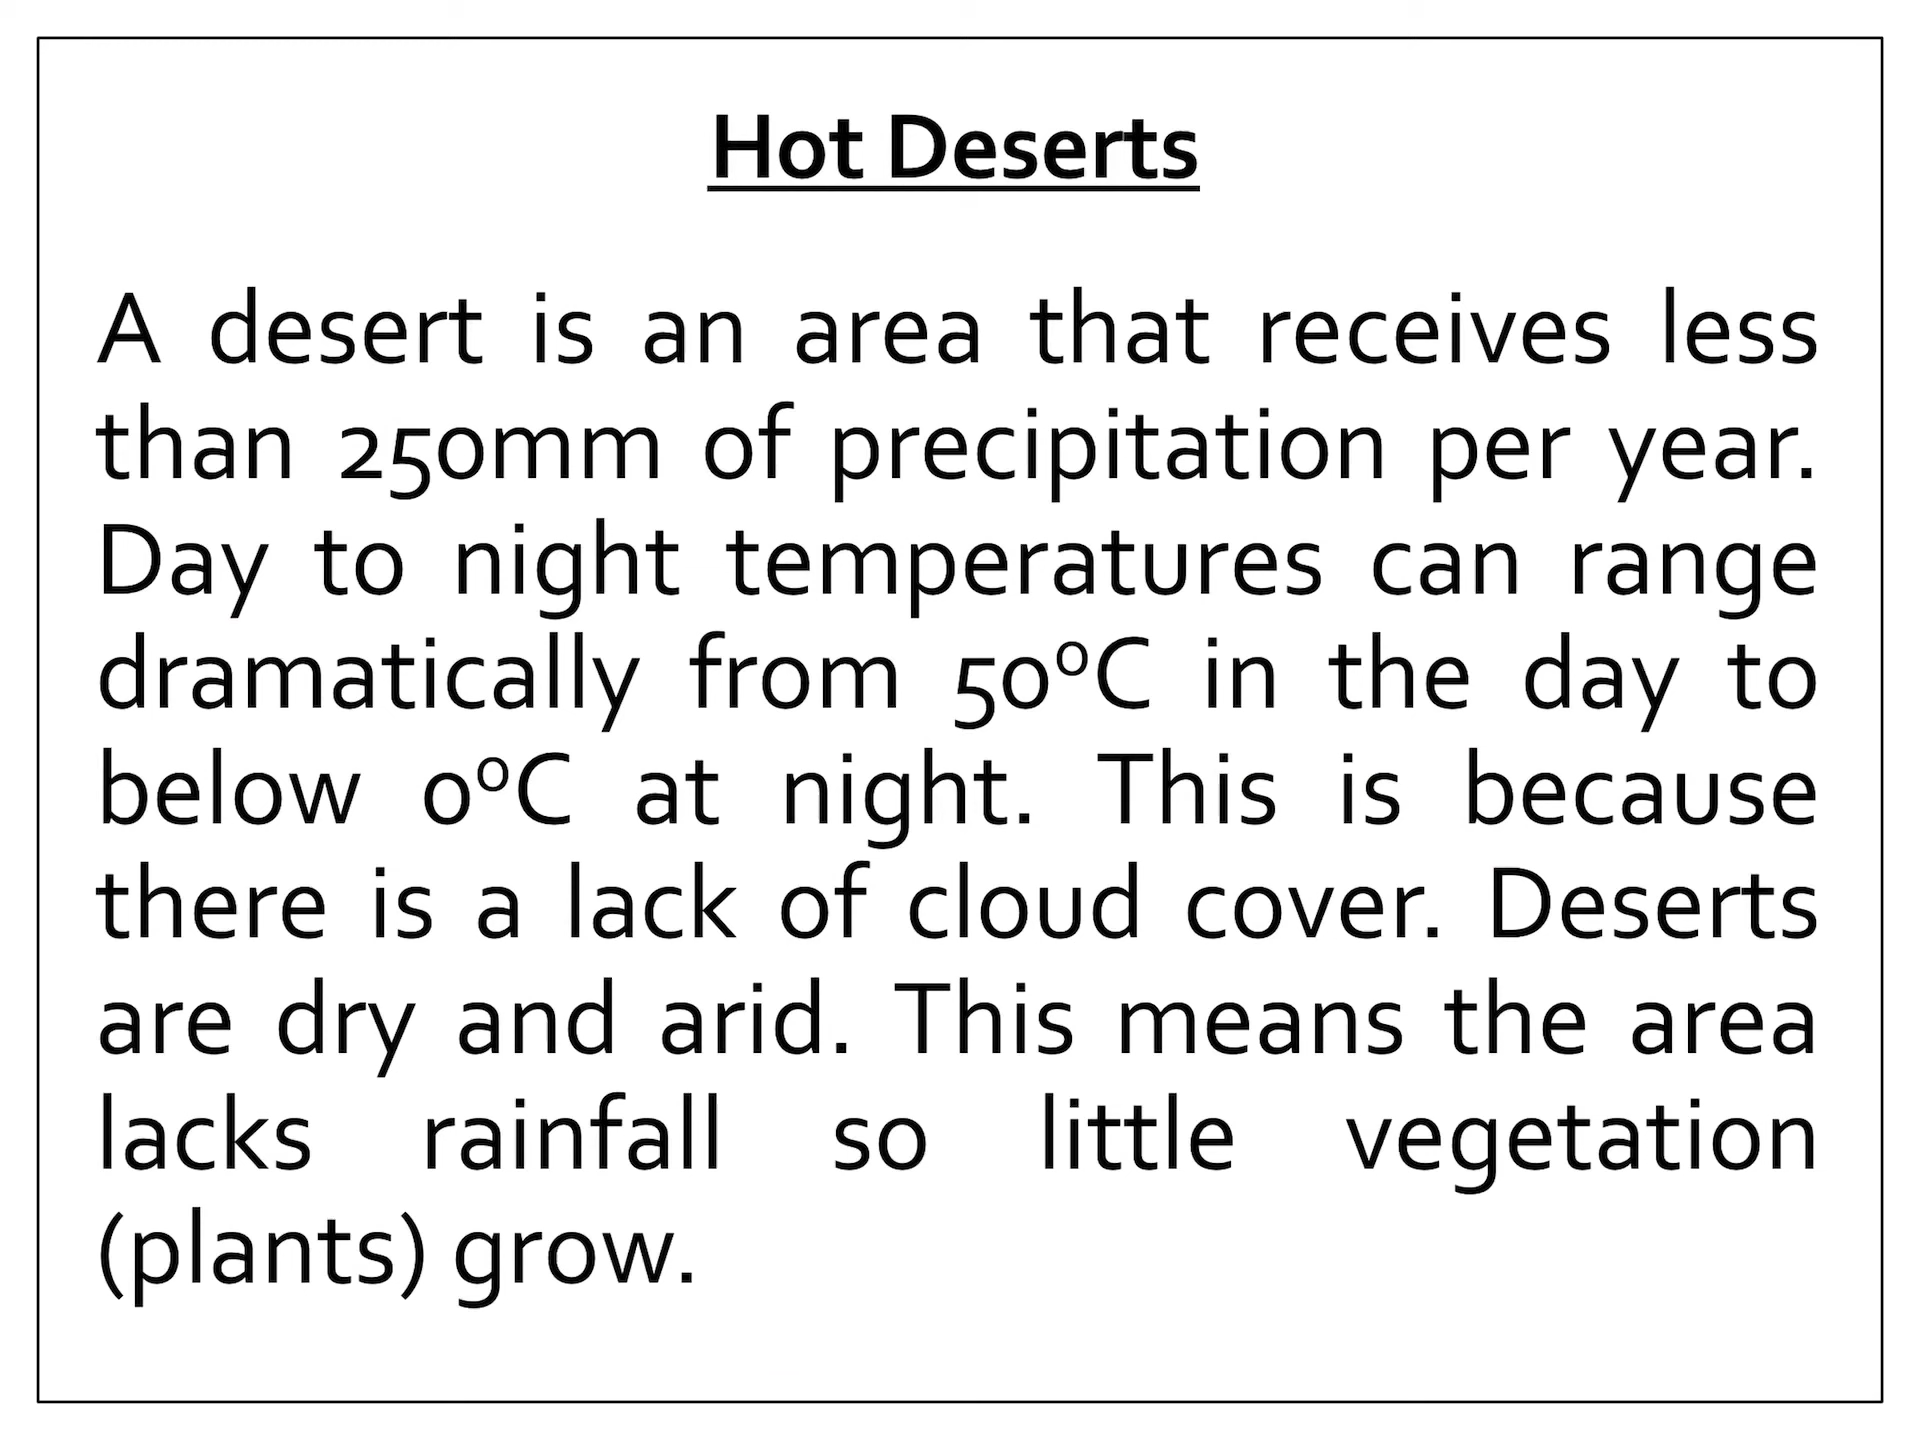 Hot Deserts
A desert is an area that receives less
than 250mm of precipitation per year.
Day to night temperatures can range
dramatically from 50⁰C in the day to
below 0⁰C at night. This is because
there is a lack of cloud cover. Deserts
are dry and arid. This means the area
lacks rainfall so little vegetation
(plants) grow.